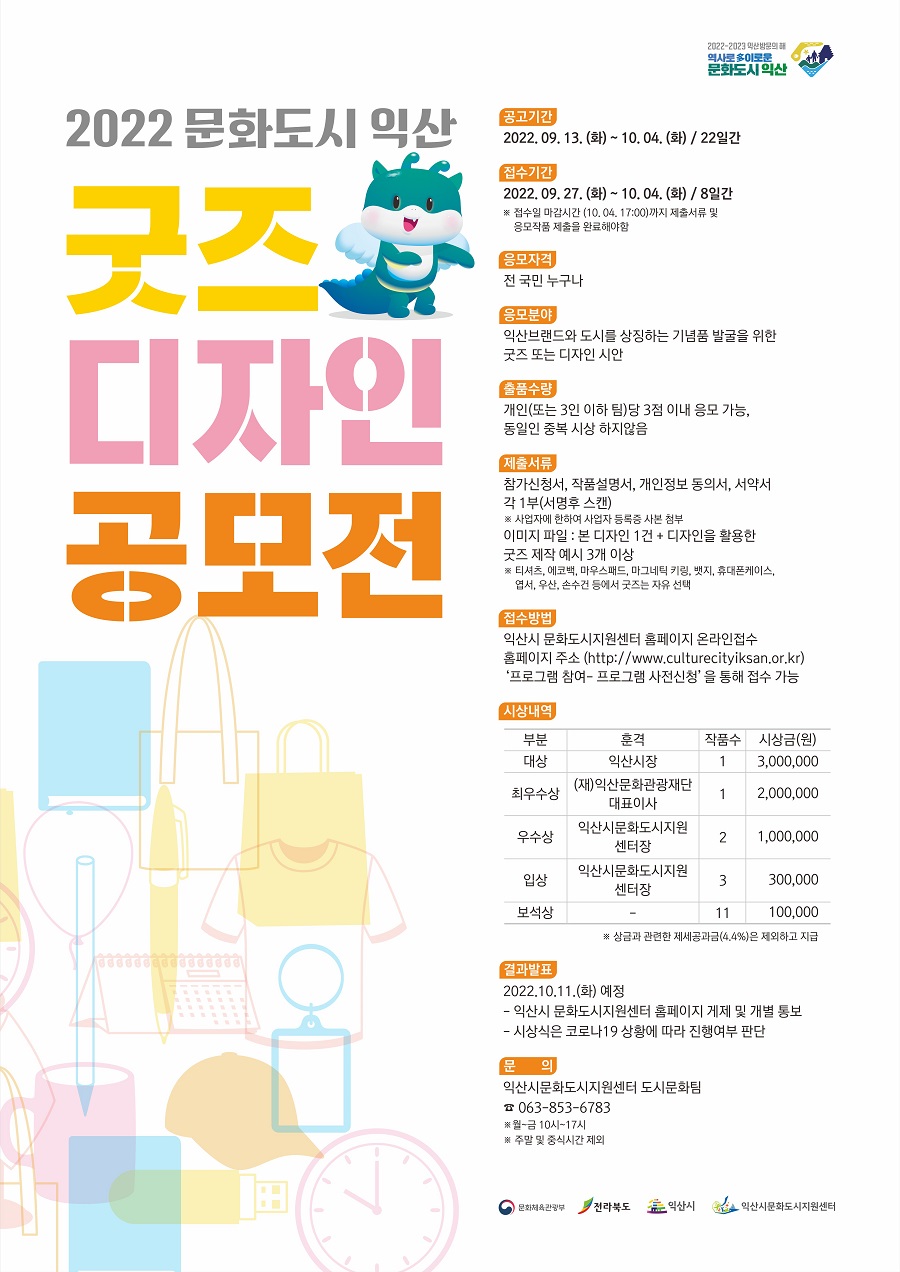 2022-2023 익산방문의 해
역사로 多이로운
문화도시 익산
2022 문화도시 익산
굿즈
디자인
공모전
공고기간
2022. 09. 13. (화) ~ 10. 04. (화) / 22일간
접수기간
2022. 09. 27. (화) ~ 10. 04. (화) / 8일간
※ 접수일 마감시간 (10. 04. 17:00)까지 제출서류 및
응모작품 제출을 완료해야함
응모자격
전 국민 누구나
응모분야
익산브랜드와 도시를 상징하는 기념품 발굴을 위한
굿즈 또는 디자인 시안
출품수량
개인(또는 3인 이하 팀)당 3점 이내 응모 가능,
동일인 중복 시상 하지않음
제출서류
참가신청서, 작품설명서, 개인정보 동의서, 서약서
각 1부(서명후 스캔)
※ 사업자에 한하여 사업자 등록증 사본 첨부
이미지 파일 : 본 디자인 1건 + 디자인을 활용한
굿즈 제작 예시 3개 이상
※ 티셔츠, 에코백, 마우스패드, 마그네틱 키링, 뱃지, 휴대폰케이스,
엽서, 우산, 손수건 등에서 굿즈는 자유 선택
접수방법
익산시 문화도시지원센터 홈페이지 온라인접수
홈페이지 주소 (http://www.culturecityiksan.or.kr)
‘프로그램 참여- 프로그램 사전신청’ 을 통해 접수 가능
시상내역
부분 훈격 작품수 시상금(원)
대상 익산시장 1 3,000,000
최우수상 (재)익산문화관광재단 대표이사 1 2,000,000
우수상 익산시문화도시지원 센터장 2 1,000,000
입상 익산시문화도시지원 센터장 3 300,000
보석상 - 11 100,000
※ 상금과 관련한 제세공과금(4.4%)은 제외하고 지급
결과발표
2022.10.11.(화) 예정
- 익산시 문화도시지원센터 홈페이지 게제 및 개별 통보
- 시상식은 코로나19 상황에 따라 진행여부 판단
문 의
익산시문화도시지원센터 도시문화팀
☎ 063-853-6783
※월~금 10시~17시
※ 주말 및 중식시간 제외
문화체육관광부 전라북도 익산시 익산시문화도시지원센터